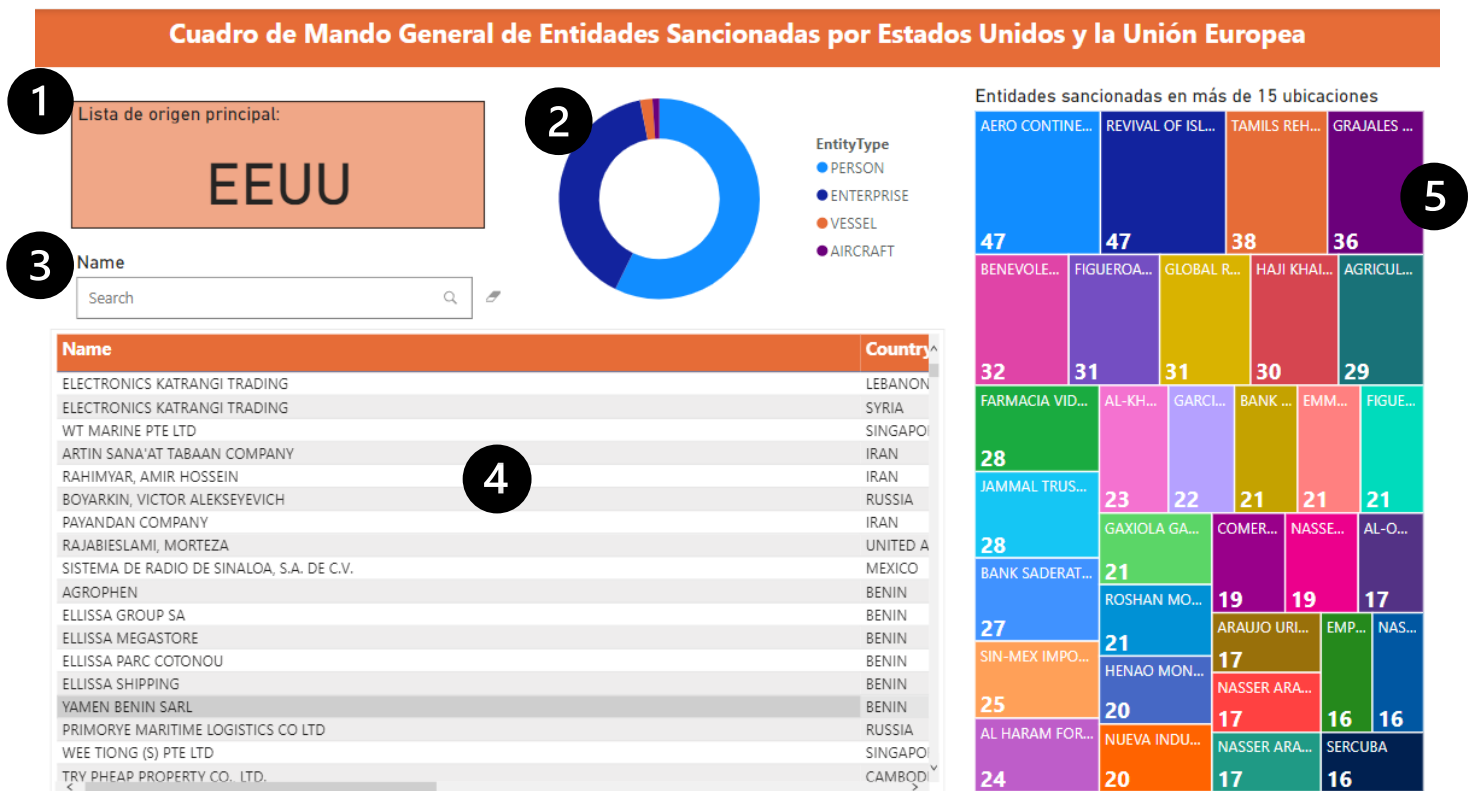 Cuadro de Mando General de Entidades Sancionadas por Estados Unidos y la Unión Europea
1
Lista de origen principal:
EEUU
2
EntityType
PERSON
ENTERPRISE
VESSEL
AIRCRAFT
3
Name
Search
Name Country
ELECTRONICS KATRANGI TRADING LEBANON
ELECTRONICS KATRANGI TRADING SYRIA
WT MARINE PTE LTD SINGAPO
ARTIN SANA'AT TABAAN COMPANY IRAN
RAHIMYAR, AMIR HOSSEIN IRAN
BOYARKIN, VICTOR ALEKSEYEVICH RUSSIA
PAYANDAN COMPANY IRAN
RAJABIESLAMI, MORTEZA UNITED A
SISTEMA DE RADIO DE SINALOA, S.A. DE C.V. MEXICO
AGROPHEN BENIN
ELLISSA GROUP SA BENIN
ELLISSA MEGASTORE BENIN
ELLISSA PARC COTONOU BENIN
ELLISSA SHIPPING BENIN
YAMEN BENIN SARL BENIN
PRIMORYE MARITIME LOGISTICS CO LTD RUSSIA
WEE TIONG (S) PTE LTD SINGAPO
TRY PHEAP PROPERTY CO. LTD. CAMBODI
4
Entidades sancionadas en más de 15 ubicaciones
AERO CONTINE... REVIVAL OF ISL... TAMILS REH... GRAJALES ...
5
47 47 38 36
BENEVOLE... FIGUEROA... GLOBAL R... HAJI KHAI... AGRICUL...
32 31 31 30 29
FARMACIA VID... AL-KH... GARCI... BANK ... EMM... FIGUE...
28
JAMMAL TRUS...
23 22 21 21 21
GAXIOLA GA... COMER... NASSE... AL-O...
28
BANK SADERAT... 21
ROSHAN MO... 19 19 17
27
21
ARAUJO URI... EMP... NAS...
SIN-MEX IMPO... 17
HENAO MON...
NASSER ARA...
25 20 17 16 16
AL HARAM FOR... NUEVA INDU... NASSER ARA... SERCUBA
24 20 17 16